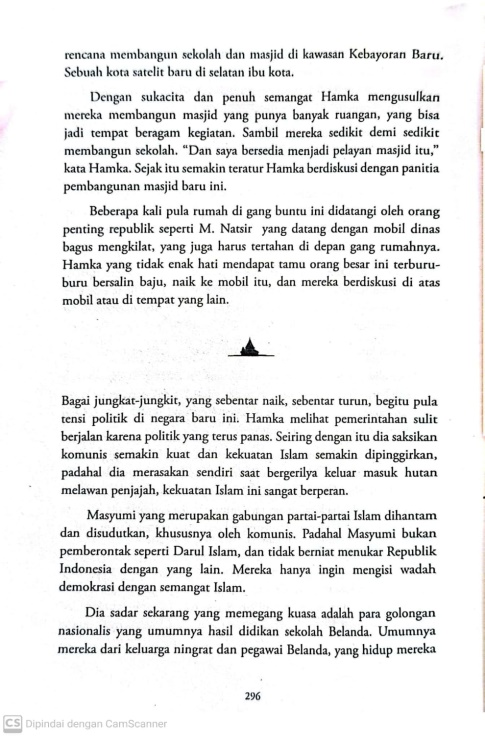 rencana membangun sekolah dan masjid di kawasan Kebayoran Baru.
Sebuah kota satelit baru di selatan ibu kota.
Dengan sukacita dan penuh semangat Hamka mengusulkan
mereka membangun masjid yang punya banyak ruangan, yang bisa
jadi tempat beragam kegiatan. Sambil mereka sedikit demi sedikit
membangun sekolah. “Dan saya bersedia menjadi pelayan masjid itu,”
kata Hamka. Sejak itu semakin teratur Hamka berdiskusi dengan panitia
pembangunan masjid baru ini.
Beberapa kali pula rumah di gang buntu ini didatangi oleh orang
penting republik seperti M. Natsir yang datang dengan mobil dinas
bagus mengkilat, yang juga harus tertahan di depan gang rumahnya.
Hamka yang tidak enak hati mendapat tamu orang besar ini terburu-
buru bersalin baju, naik ke mobil itu, dan mereka berdiskusi di atas
mobil atau di tempat yang lain.
Bagai jungkat-jungkit, yang sebentar naik, sebentar turun, begitu pula
tensi politik di negara baru ini. Hamka melihat pemerintahan sulit
berjalan karena politik yang terus panas. Seiring dengan itu dia saksikan
komunis semakin kuat dan kekuatan Islam semakin dipinggirkan,
padahal dia merasakan sendiri saat bergerilya keluar masuk hutan
melawan penjajah, kekuatan Islam ini sangat berperan.
Masyumi yang merupakan gabungan partai-partai Islam dihantam
dan disudutkan, khususnya oleh komunis. Padahal Masyumi bukan
pemberontak seperti Darul Islam, dan tidak berniat menukar Republik
Indonesia dengan yang lain. Mereka hanya ingin mengisi wadah
demokrasi dengan semangat Islam.
Dia sadar sekarang yang memegang kuasa adalah para golongan
nasionalis yang umumnya hasil didikan sekolah Belanda. Umumnya
mereka dari keluarga ningrat dan pegawai Belanda, yang hidup mereka
296
CS Dipindai dengan CamScanner